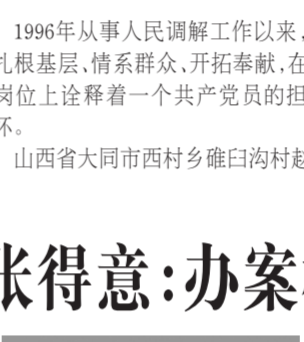 1996年从事人民调解工作以来，
扎根基层、情系群众、开拓奉献，在
岗位上诠释着一个共产党员的担
怀。
山西省大同市西村乡碓臼沟村赵
张得意：办案